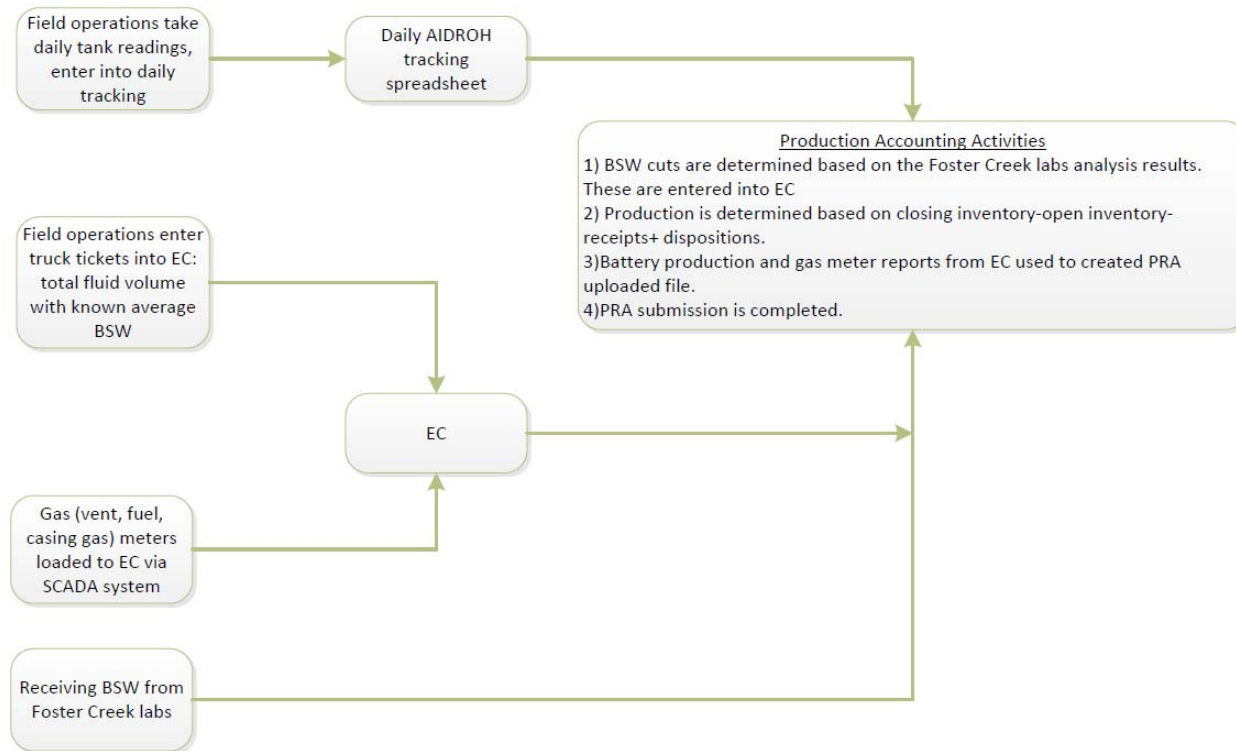 Field operations take
daily tank readings,
enter into daily
tracking
Daily AIDROH
tracking
spreadsheet
Production Accounting Activities
1) BSW cuts are determined based on the Foster Creek labs analysis results.
These are entered into EC
2) Production is determined based on closing inventory-open inventory-
receipts+ dispositions.
3)Battery production and gas meter reports from EC used to created PRA
uploaded file.
4)PRA submission is completed.
Field operations enter
truck tickets into EC:
total fluid volume
with known average
BSW
EC
Gas (vent, fuel,
casing gas) meters
loaded to EC via
SCADA system
Receiving BSW from
Foster Creek labs